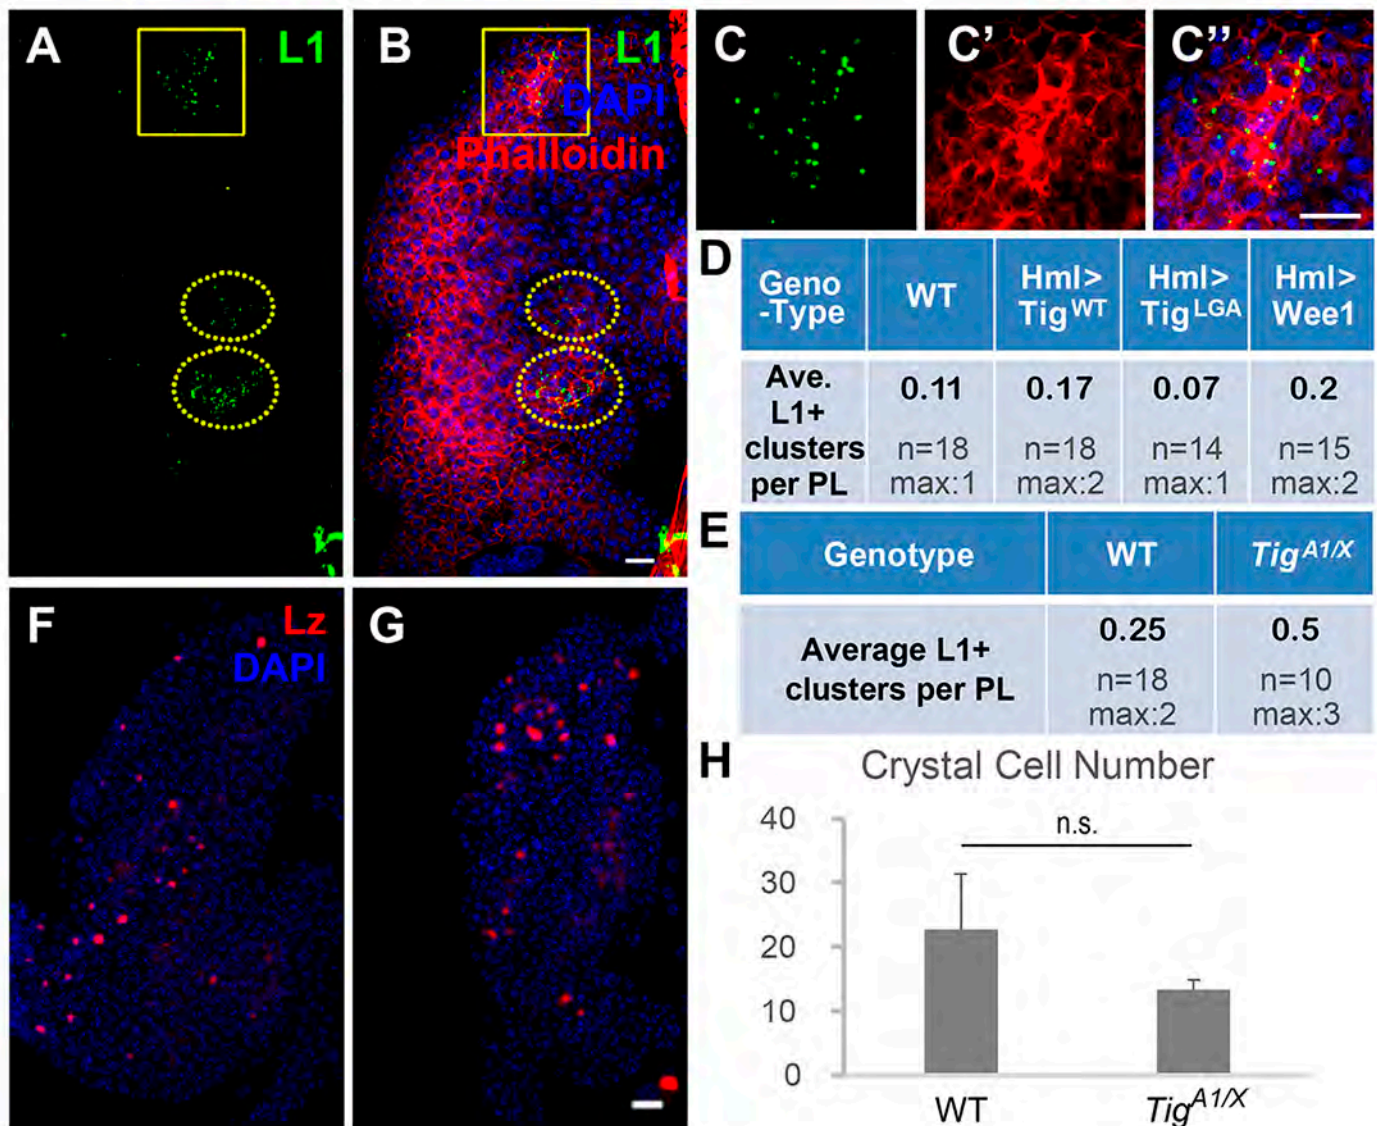 A
L1
B
L1
DAPI
Phalloidin
C
C'
C''
D
Geno
-Type
WT
Hml>
Tig^WT
Hml>
Tig^LGA
Hml>
Wee1
Ave.
L1+
clusters
per PL
0.11
n=18
max:1
0.17
n=18
max:2
0.07
n=14
max:1
0.2
n=15
max:2
E
Genotype
WT
Tig^A1/X
Average L1+
clusters per PL
0.25
n=18
max:2
0.5
n=10
max:3
F
Lz
DAPI
G
H
Crystal Cell Number
n.s.
40
30
20
10
0
WT
Tig^A1/X